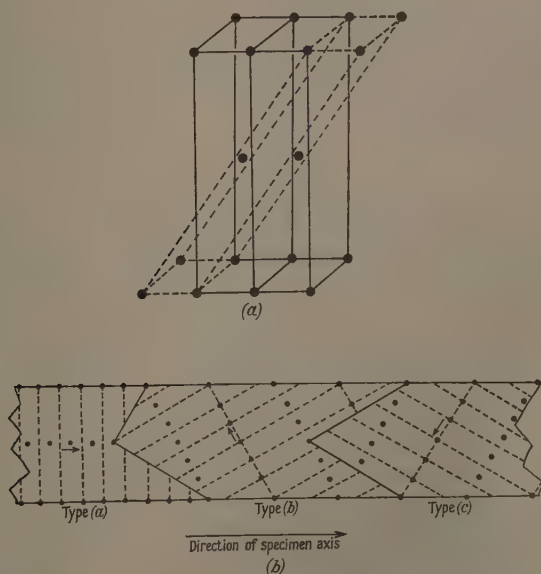 (a)
Type(a)
Type(b)
Type(c)
Direction of specimen axis
(b)